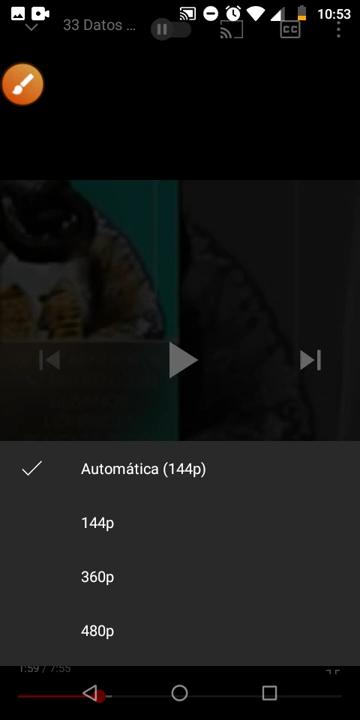 10:53
33 Datos ...
CC
Automática (144p)
144p
360p
480p
1:59 / 7:55